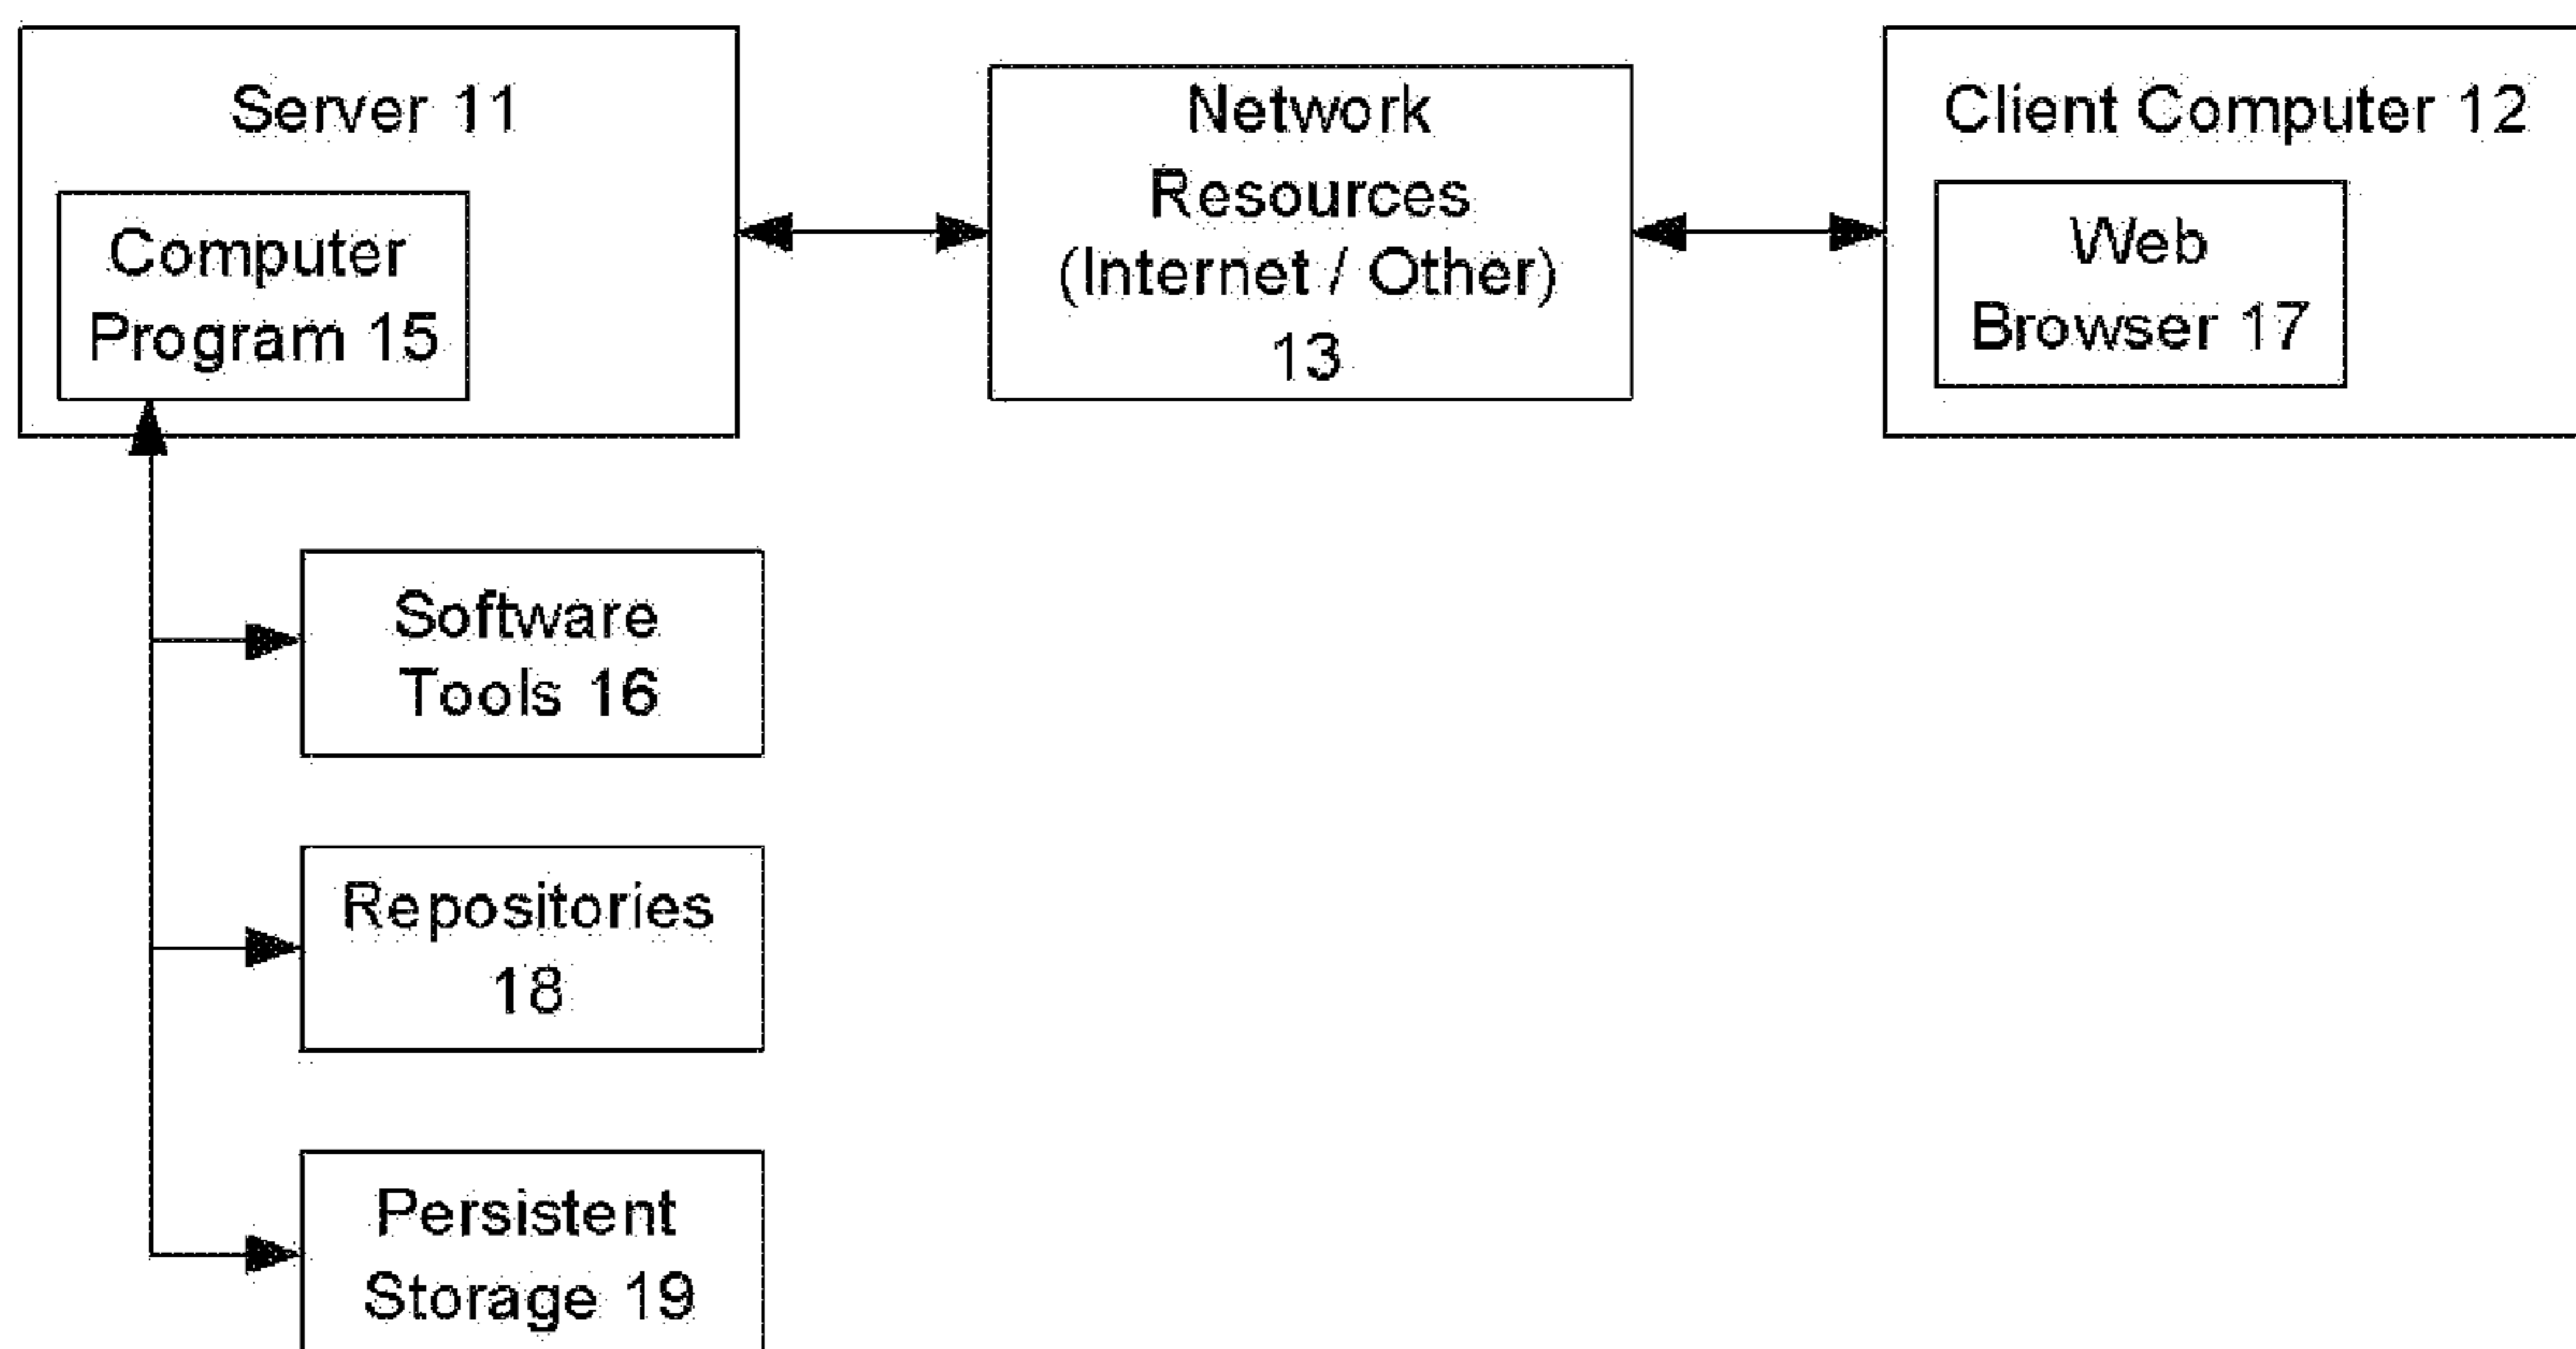 Server 11
Computer
Program 15
Network
Resources
(Internet / Other)
13
Client Computer 12
Web
Browser 17
Software
Tools 16
Repositories
18
Persistent
Storage 19